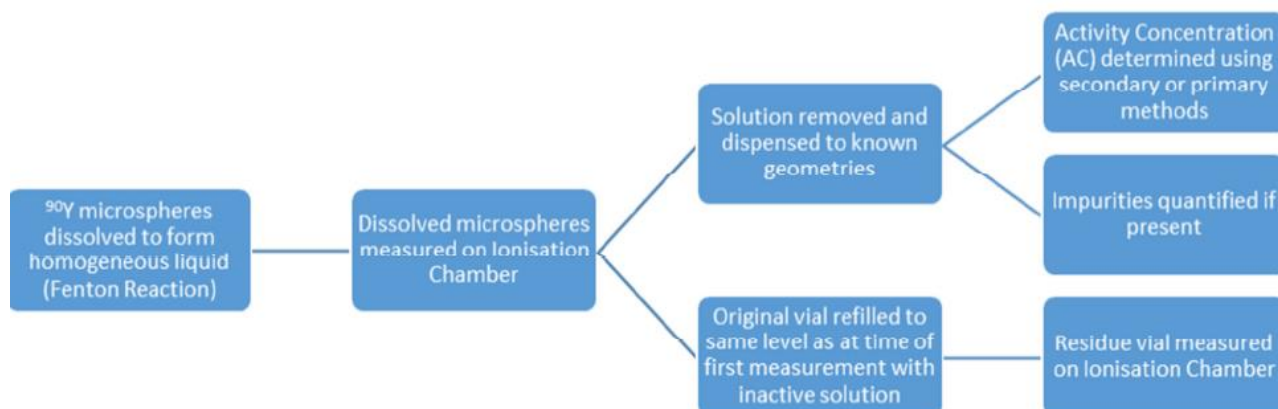 ⁹⁰Y microspheres
dissolved to form
homogeneous liquid
(Fenton Reaction)
Dissolved microspheres
measured on Ionisation
Chamber
Solution removed and
dispensed to known
geometries
Activity Concentration
(AC) determined using
secondary or primary
methods
Impurities quantified if
present
Original vial refilled to
same level as at time of
first measurement with
inactive solution
Residue vial measured
on Ionisation Chamber